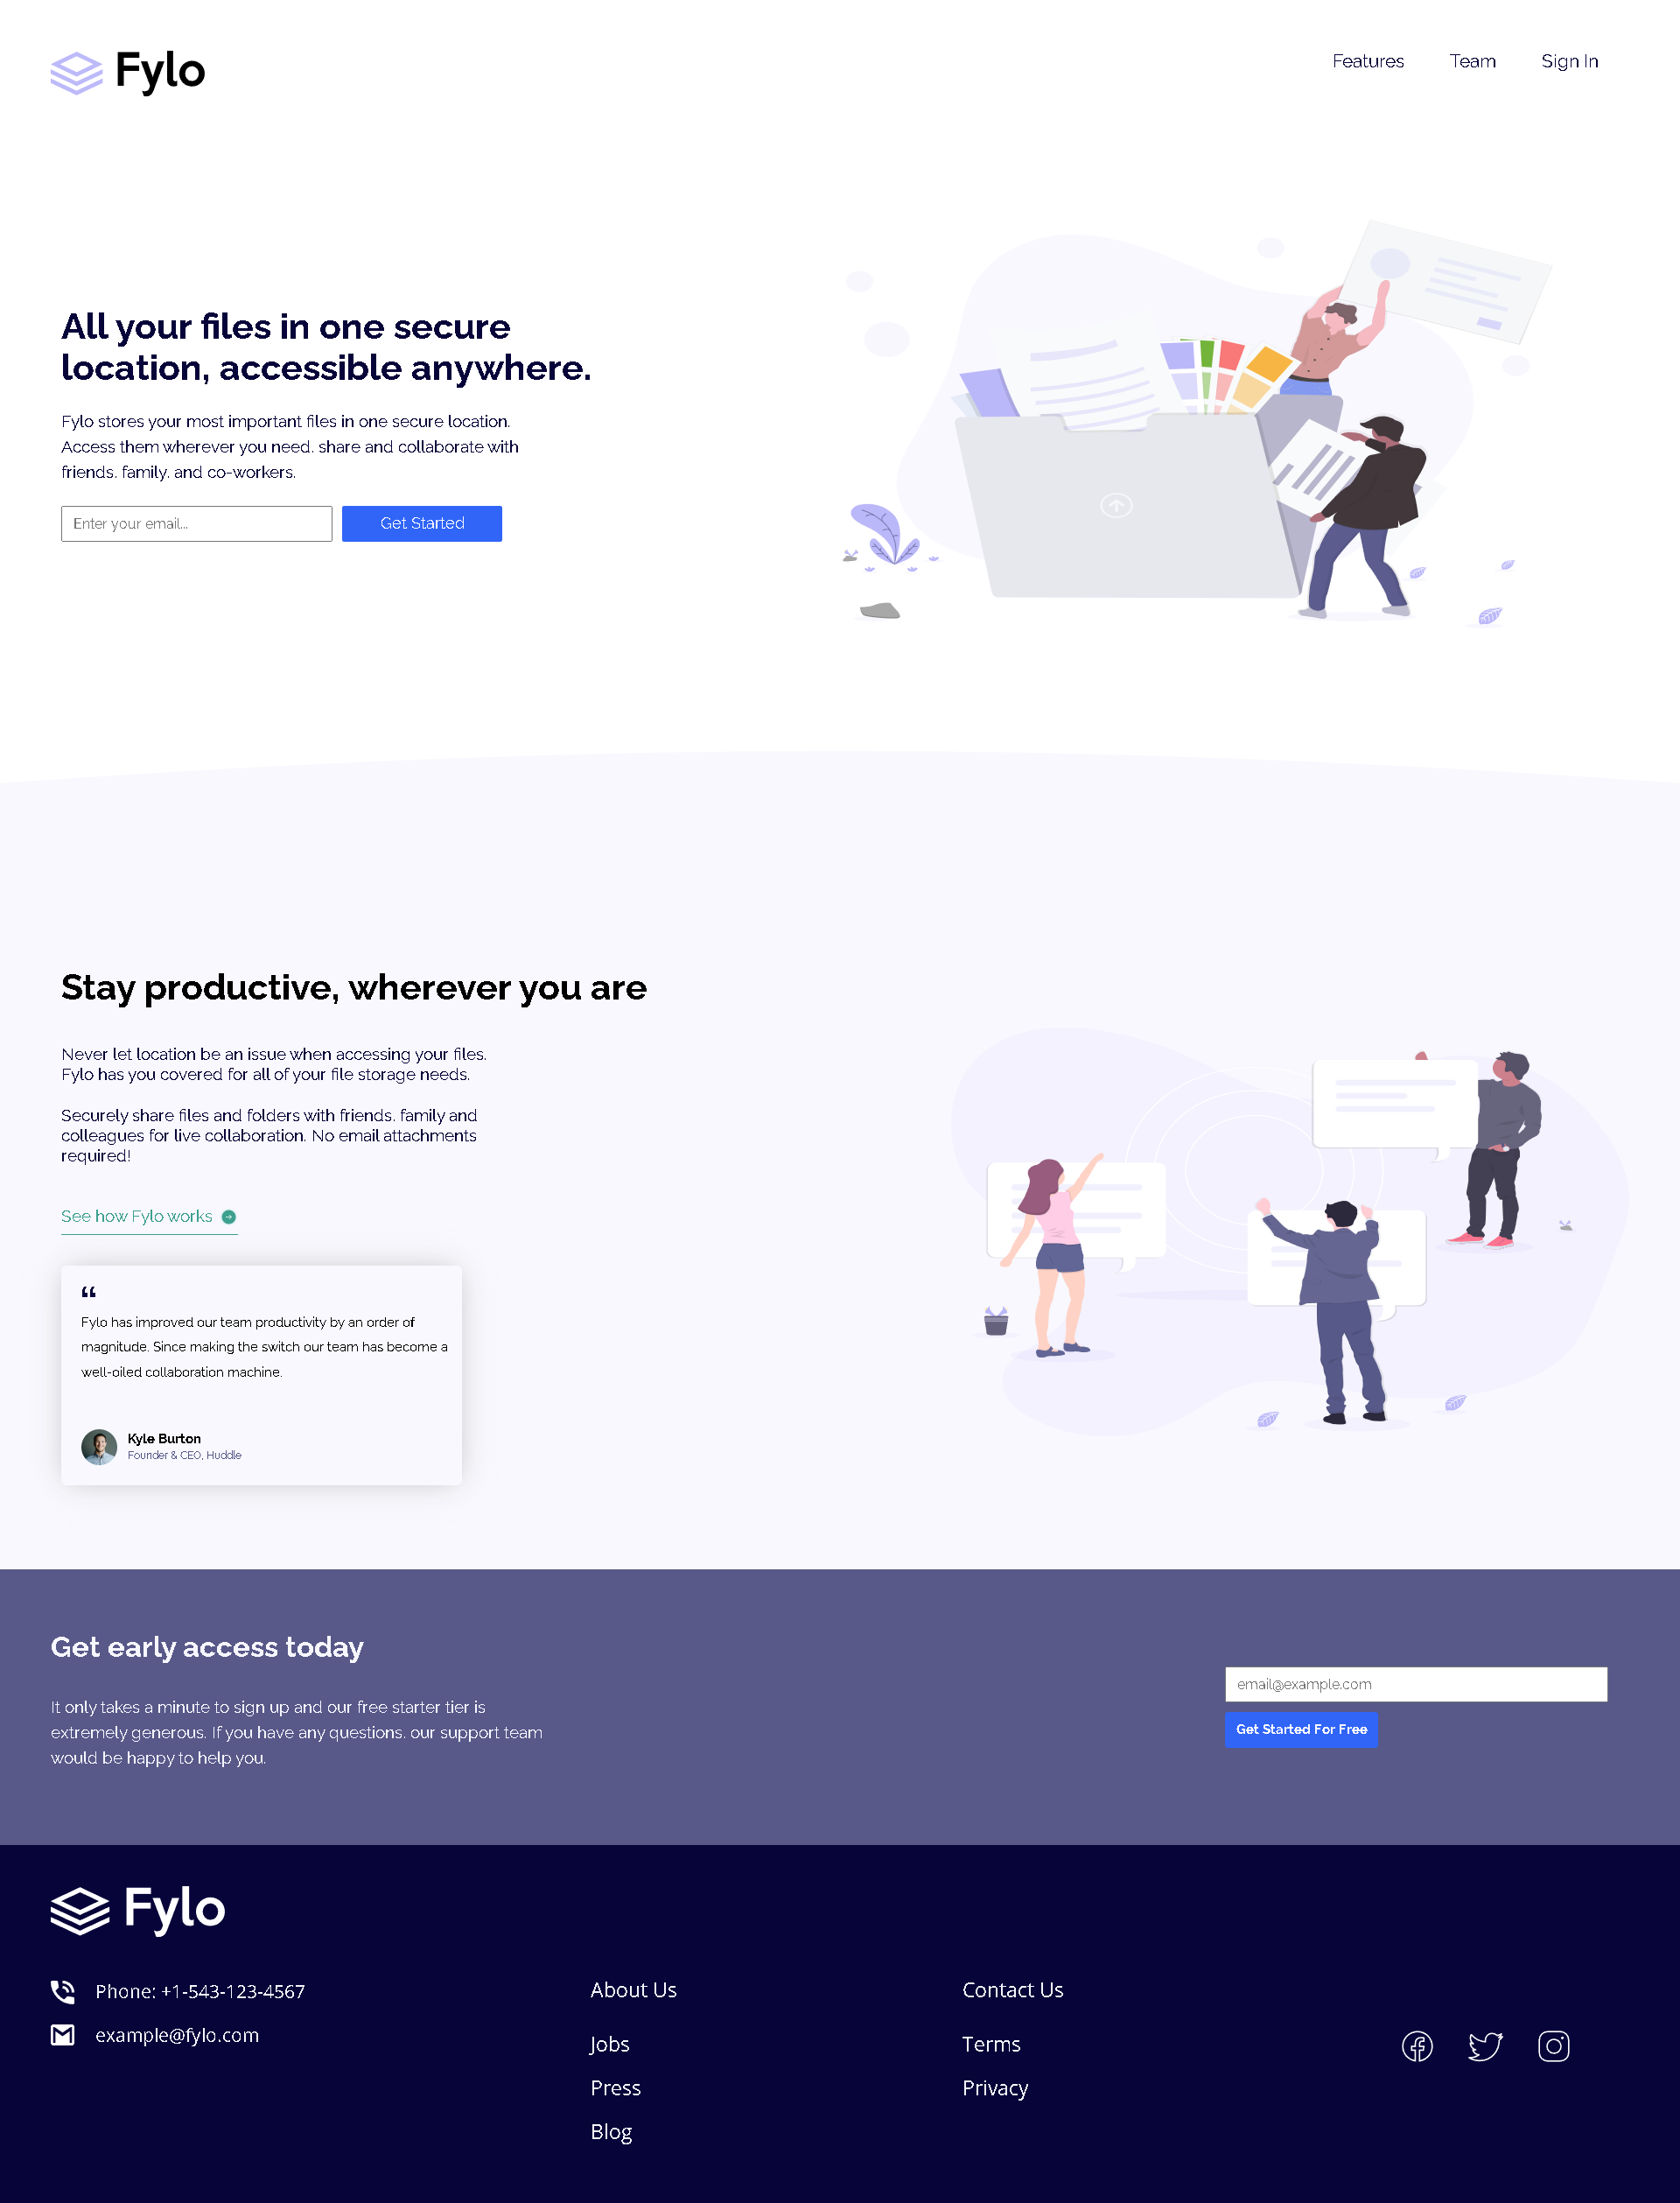 Fylo
Features
Team
Sign In
All your files in one secure
location, accessible anywhere.
Fylo stores your most important files in one secure location.
Access them wherever you need, share and collaborate with
friends, family, and co-workers.
Enter your email...
Get Started
Stay productive, wherever you are
Never let location be an issue when accessing your files.
Fylo has you covered for all of your file storage needs.
Securely share files and folders with friends, family and
colleagues for live collaboration. No email attachments
required!
See how Fylo works
“
Fylo has improved our team productivity by an order of
magnitude. Since making the switch our team has become a
well-oiled collaboration machine.
Kyle Burton
Founder & CEO, Huddle
Get early access today
It only takes a minute to sign up and our free starter tier is
extremely generous. If you have any questions, our support team
would be happy to help you.
email@example.com
Get Started For Free
Fylo
Phone: +1-543-123-4567
example@fylo.com
About Us
Jobs
Press
Blog
Contact Us
Terms
Privacy